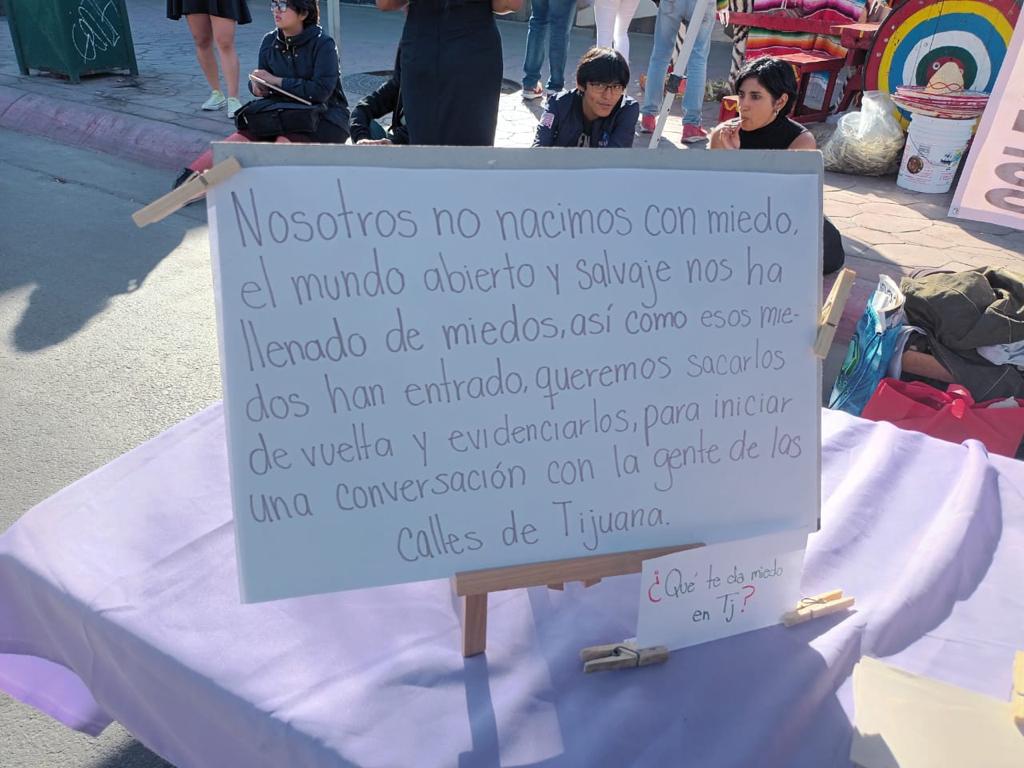 Nosotros no nacimos con miedo,
el mundo abierto y salvaje nos ha
llenado de miedos, así como esos mie-
dos han entrado, queremos sacarlos
de vuelta y evidenciarlos, para iniciar
una conversación con la gente de las
calles de Tijuana.
¿Qué te da miedo
en Tj?